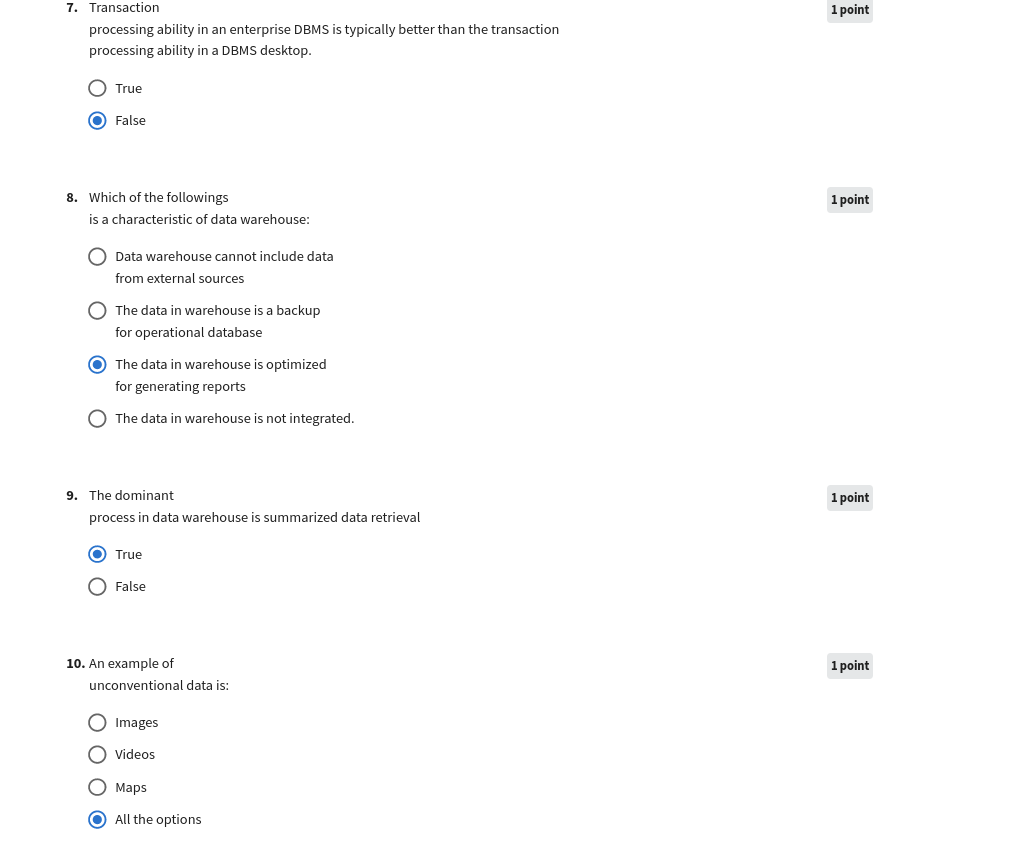 7. Transaction
1 point
processing ability in an enterprise DBMS is typically better than the transaction
processing ability in a DBMS desktop.
True
False
8. Which of the followings
1 point
is a characteristic of data warehouse:
Data warehouse cannot include data
from external sources
The data in warehouse is a backup
for operational database
The data in warehouse is optimized
for generating reports
The data in warehouse is not integrated.
9. The dominant
1 point
process in data warehouse is summarized data retrieval
True
False
10. An example of
1 point
unconventional data is:
Images
Videos
Maps
All the options